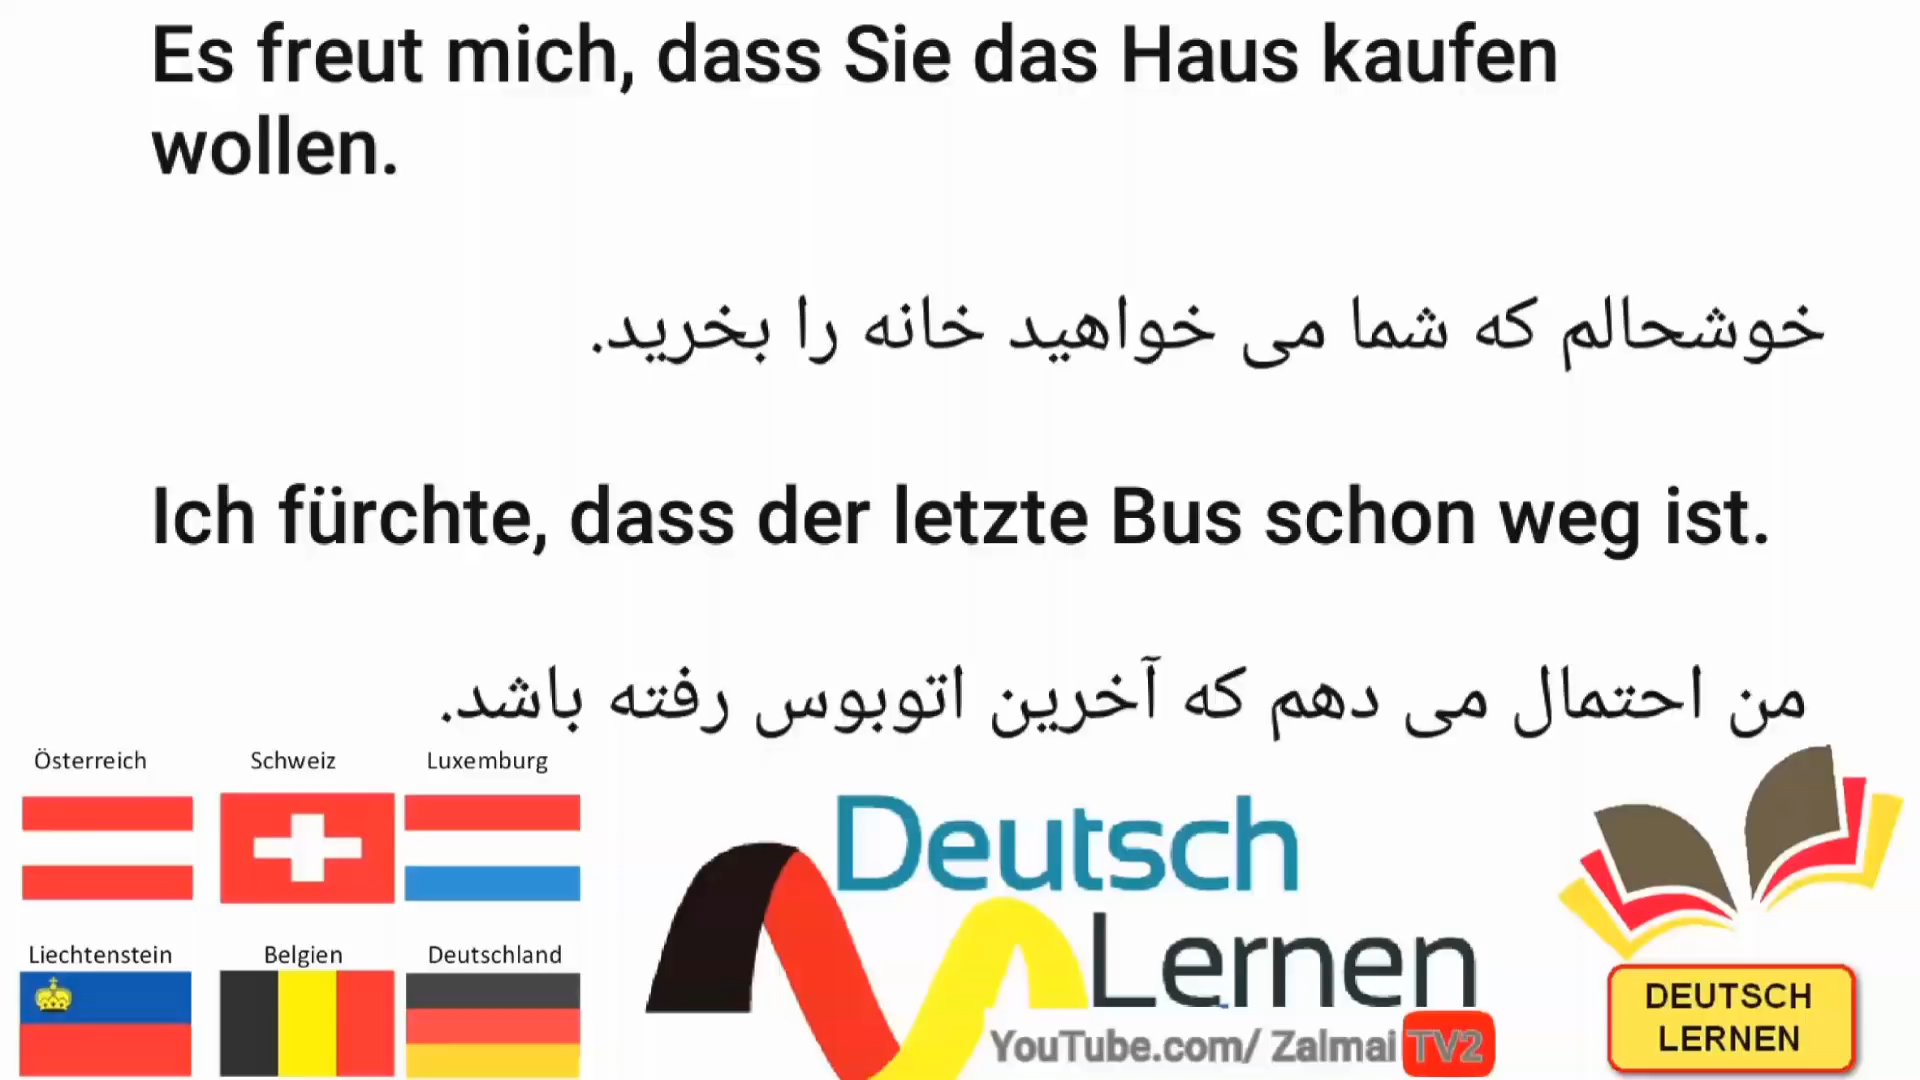 Es freut mich, dass Sie das Haus kaufen
wollen.
خوشحالم که شما می خواهید خانه را بخرید.
Ich fürchte, dass der letzte Bus schon weg ist.
من احتمال می دهم که آخرین اتوبوس رفته باشد.
Österreich Schweiz Luxemburg
Liechtenstein Belgien Deutschland
Deutsch
Lernen
YouTube.com/ Zalmai TV2
DEUTSCH
LERNEN